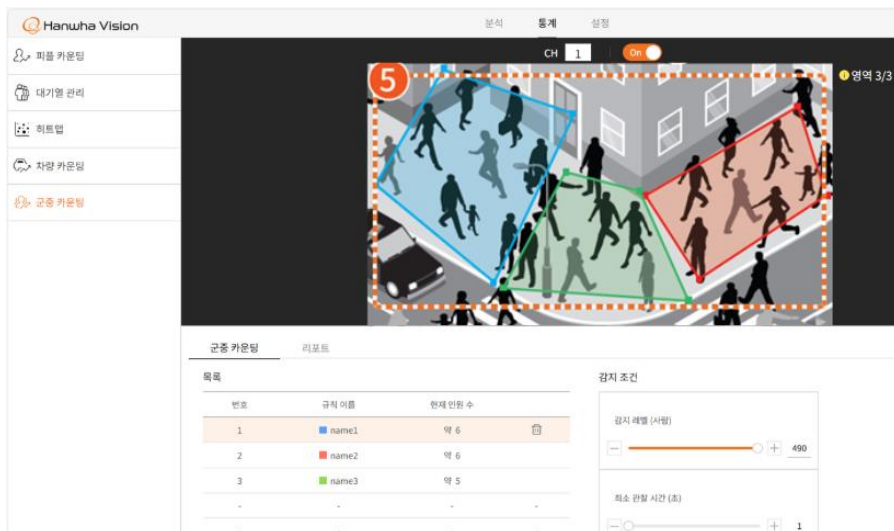 Hanwha Vision
분석 통계 설정
피플 카운팅
대기열 관리
히트맵
차량 카운팅
군중 카운팅
CH 1 On
5
영역 3/3
군중 카운팅 리포트
목록
번호 규칙 이름 현재 인원 수
1 name1 약 6
2 name2 약 6
3 name3 약 5
- - - -
감지 조건
감지 레벨 (사람)
490
최소 관찰 시간 (초)
1